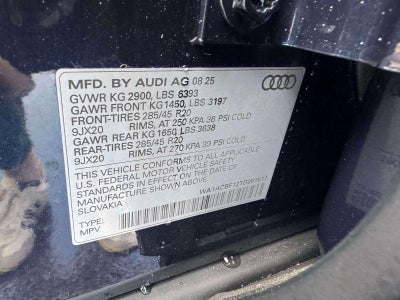 MFD. BY AUDI AG 08 25
GVWR KG 2900, LBS 6393
GAWR FRONT KG1450, LBS 3197
FRONT-TIRES 285/45 R20
9JX20 RIMS, AT 250 KPA 36 PSI COLD
GAWR REAR KG 1650, LBS 3638
REAR-TIRES 285/45 R20
9JX20 RIMS, AT 270 KPA 39 PSI COLD
THIS VEHICLE CONFORMS TO ALL APPLICABLE
U.S. FEDERAL MOTOR VEHICLE SAFETY
STANDARDS IN EFFECT ON THE DATE OF
MANUFACTURE SHOWN ABOVE
SLOVAKIA
TYPE:
MPV